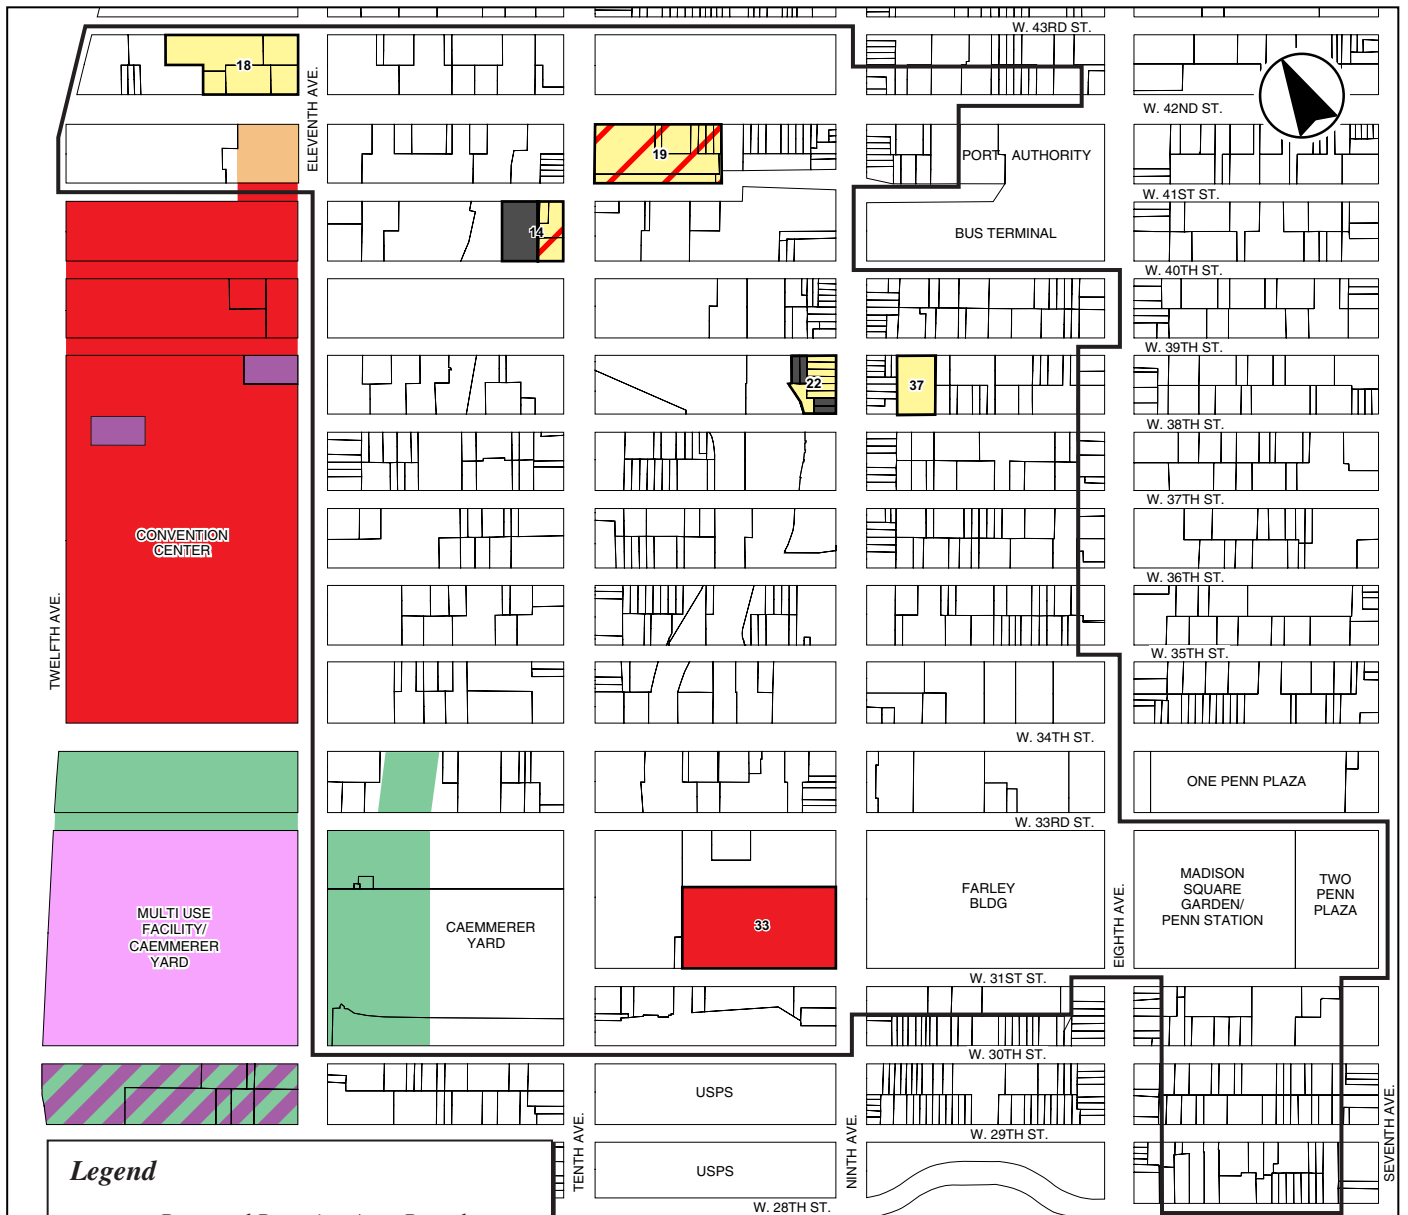 W. 43RD ST.
18
ELEVENTH AVE.
W. 42ND ST.
19
PORT AUTHORITY
W. 41ST ST.
14
BUS TERMINAL
W. 40TH ST.
W. 39TH ST.
22
37
W. 38TH ST.
W. 37TH ST.
CONVENTION
CENTER
W. 36TH ST.
TWELFTH AVE.
W. 35TH ST.
W. 34TH ST.
ONE PENN PLAZA
W. 33RD ST.
MULTI USE
FACILITY/
CAEMMERER
YARD
CAEMMERER
YARD
33
FARLEY
BLDG
EIGHTH AVE.
MADISON
SQUARE
GARDEN/
PENN STATION
TWO
PENN
PLAZA
W. 31ST ST.
W. 30TH ST.
USPS
W. 29TH ST.
TENTH AVE.
NINTH AVE.
SEVENTH AVE.
USPS
W. 28TH ST.
Legend